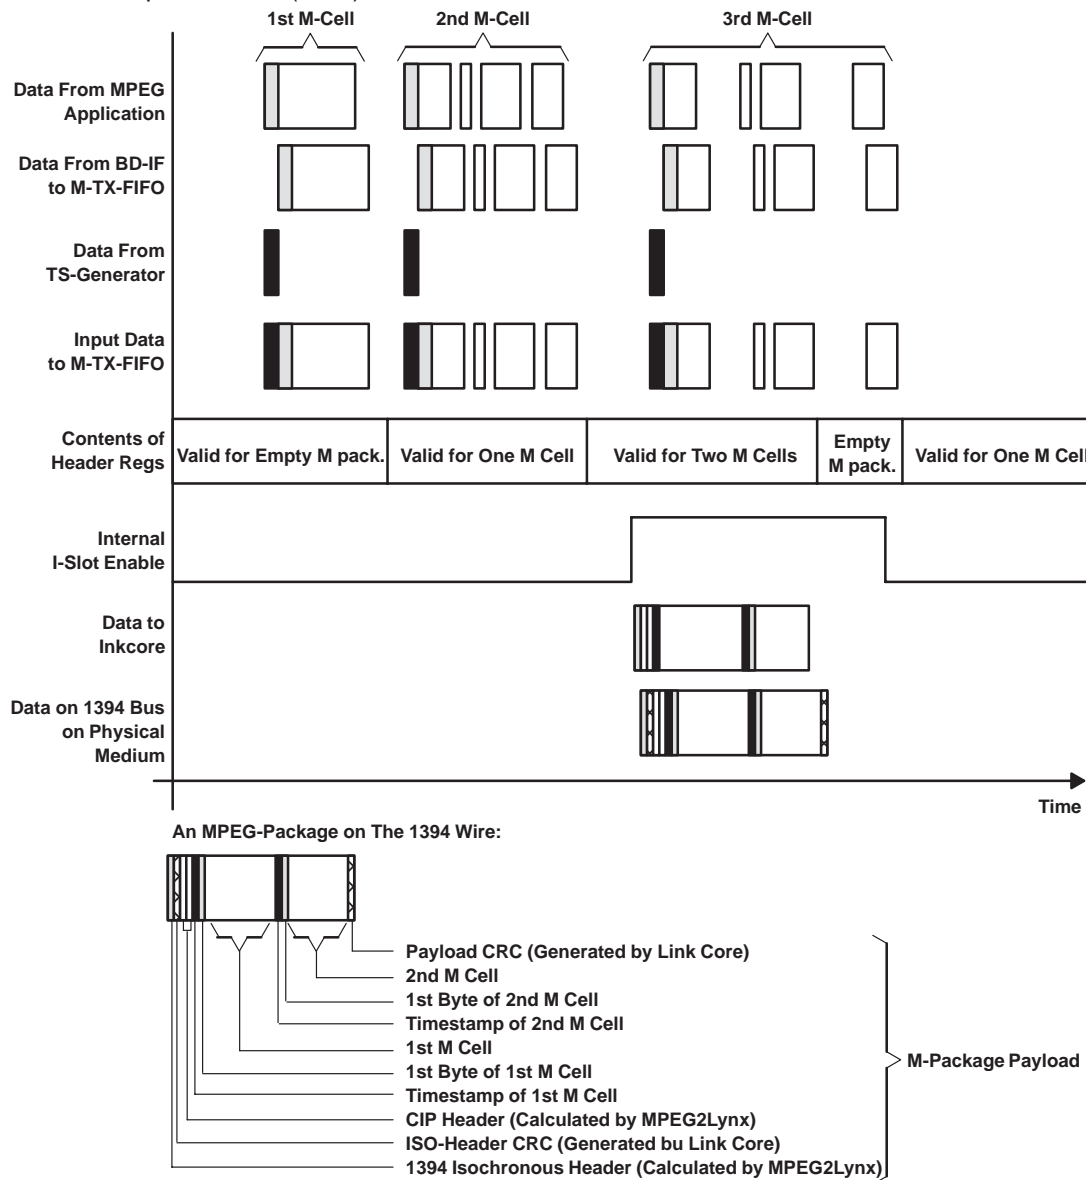 1st M-Cell
2nd M-Cell
3rd M-Cell
Data From MPEG
Application
Data From BD-IF
to M-TX-FIFO
Data From
TS-Generator
Input Data
to M-TX-FIFO
Contents of
Header Regs
Valid for Empty M pack.
Valid for One M Cell
Valid for Two M Cells
Empty
M pack.
Valid for One M Cell
Internal
I-Slot Enable
Data to
lnkcore
Data on 1394 Bus
on Physical
Medium
Time
An MPEG-Package on The 1394 Wire:
Payload CRC (Generated by Link Core)
2nd M Cell
1st Byte of 2nd M Cell
Timestamp of 2nd M Cell
1st M Cell
1st Byte of 1st M Cell
Timestamp of 1st M Cell
CIP Header (Calculated by MPEG2Lynx)
ISO-Header CRC (Generated bu Link Core)
1394 Isochronous Header (Calculated by MPEG2Lynx)
M-Package Payload